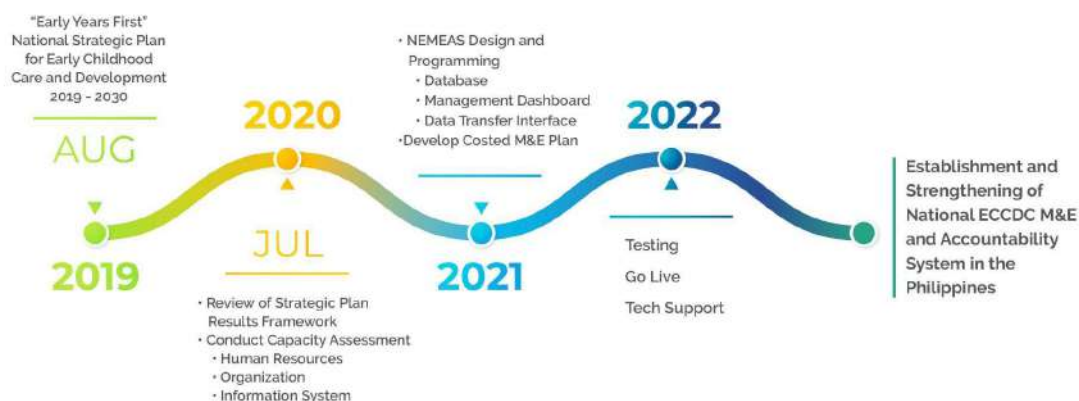 “Early Years First”
National Strategic Plan
for Early Childhood
Care and Development
2019 - 2030
AUG
2019
2020
JUL
• Review of Strategic Plan
Results Framework
• Conduct Capacity Assessment
• Human Resources
• Organization
• Information System
• NEMEAS Design and
Programming
• Database
• Management Dashboard
• Data Transfer Interface
•Develop Costed M&E Plan
2021
2022
Testing
Go Live
Tech Support
Establishment and
Strengthening of
National ECCDC M&E
and Accountability
System in the
Philippines